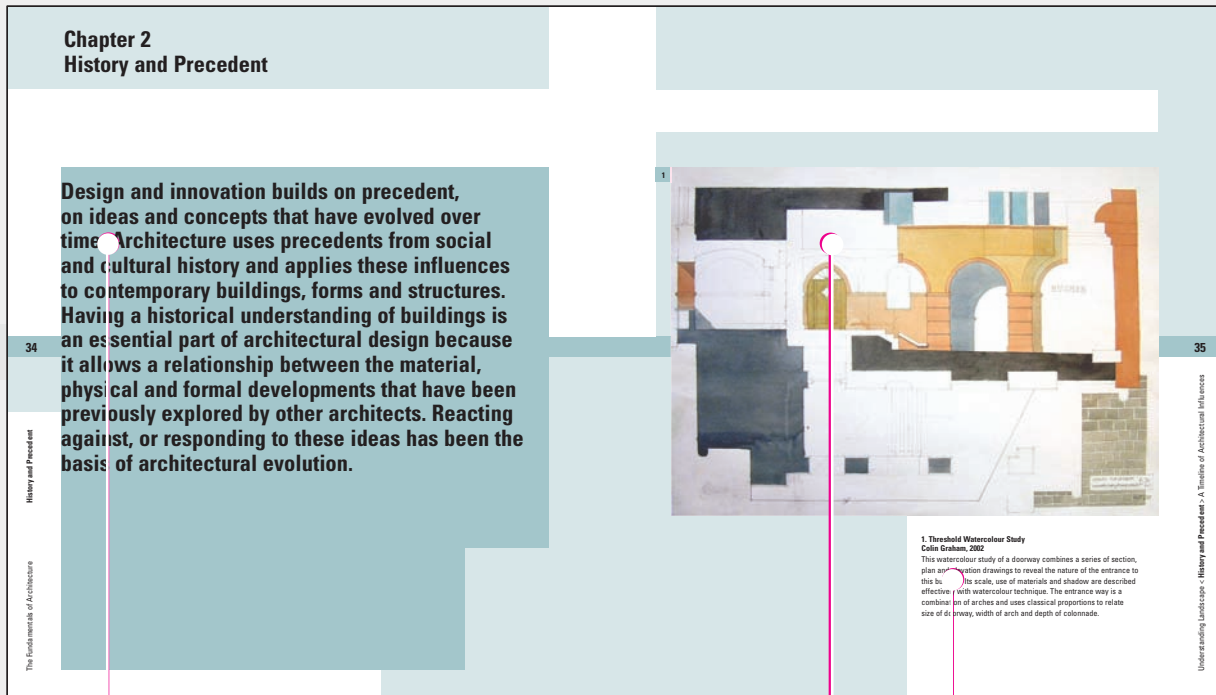 Chapter 2
History and Precedent
Design and innovation builds on precedent,
on ideas and concepts that have evolved over
time. Architecture uses precedents from social
and cultural history and applies these influences
to contemporary buildings, forms and structures.
Having a historical understanding of buildings is
an essential part of architectural design because
it allows a relationship between the material,
physical and formal developments that have been
previously explored by other architects. Reacting
against, or responding to these ideas has been the
basis of architectural evolution.
34
History and Precedent
The Fundamentals of Architecture
1
35
Understanding Landscape < History and Precedent > A Timeline of Architectural Influences
1. Threshold Watercolour Study
Colin Graham, 2002
This watercolour study of a doorway combines a series of section,
plan and elevation drawings to reveal the nature of the entrance to
this Its scale, use of materials and shadow are described
effectively with watercolour technique. The entrance way is a
combination of arches and uses classical proportions to relate
size of doorway, width of arch and depth of colonnade.